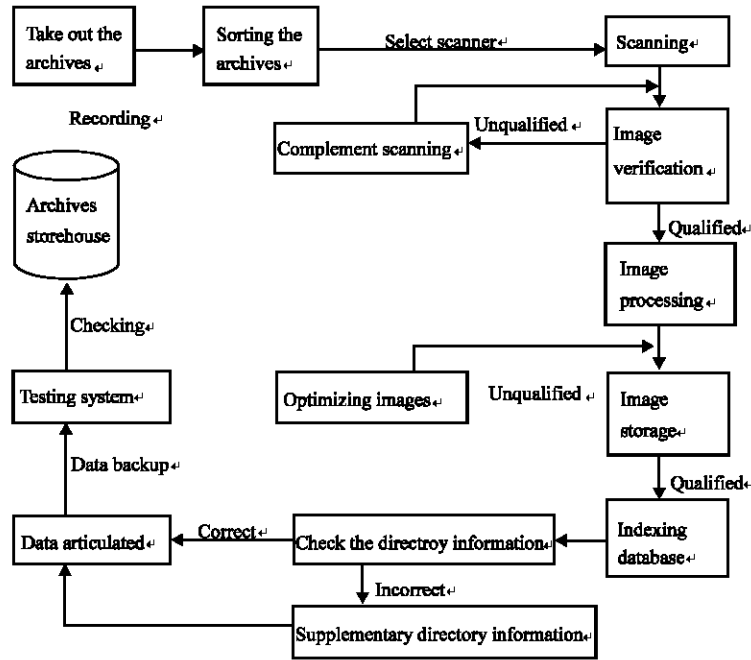 Take out the
archives
Sorting the
archives
Select scanner
Scanning
Recording
Complement scanning
Unqualified
Image
verification
Qualified
Archives
storehouse
Image
processing
Checking
Testing system
Optimizing images
Unqualified
Image
storage
Data backup
Qualified
Data articulated
Correct
Check the directroy information
Indexing
database
Incorrect
Supplementary directory information